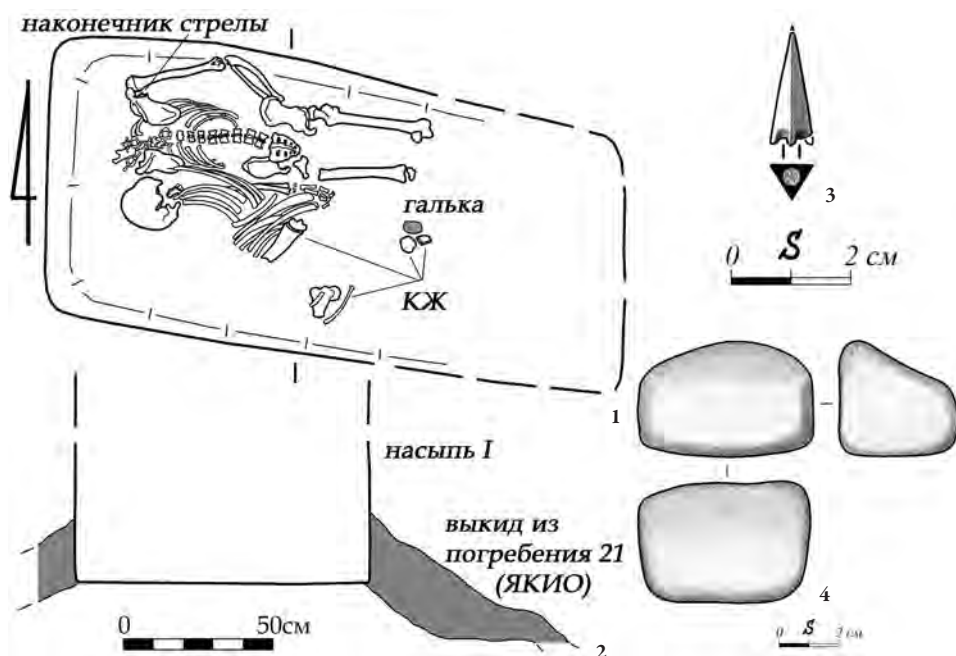 наконечник стрелы
галька
КЖ
3
0 S 2 см
1
насыпь I
выкид из
погребения 21
(ЯКИО)
0 50см
2
4
0 S 2 см